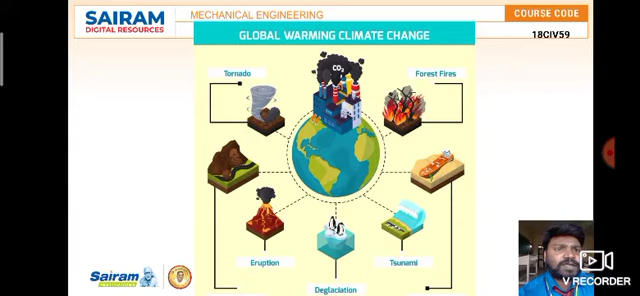 SAIRAM
DIGITAL RESOURCES
MECHANICAL ENGINEERING
COURSE CODE
18CIV59
GLOBAL WARMING CLIMATE CHANGE
CO2
Tornado
Forest Fires
Eruption
Tsunami
Deglaciation
Sairam
V RECORDER